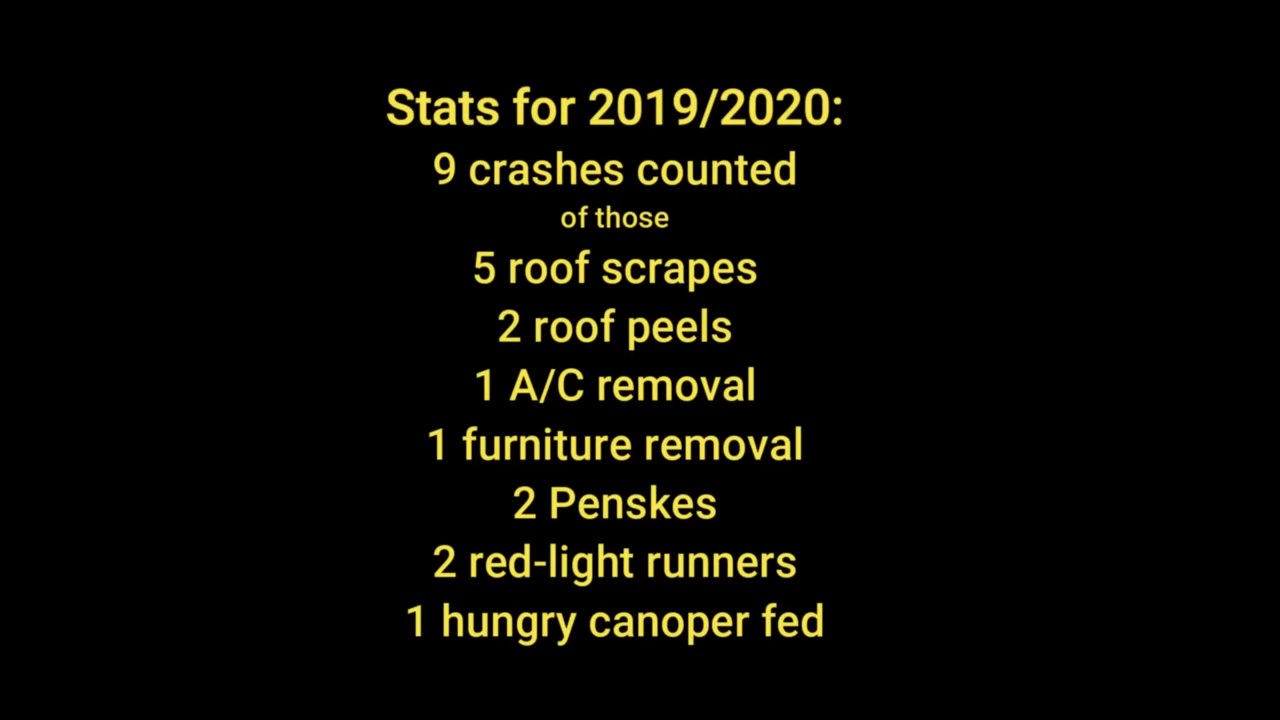 Stats for 2019/2020:
9 crashes counted
of those
5 roof scrapes
2 roof peels
1 A/C removal
1 furniture removal
2 Penskes
2 red-light runners
1 hungry canoper fed